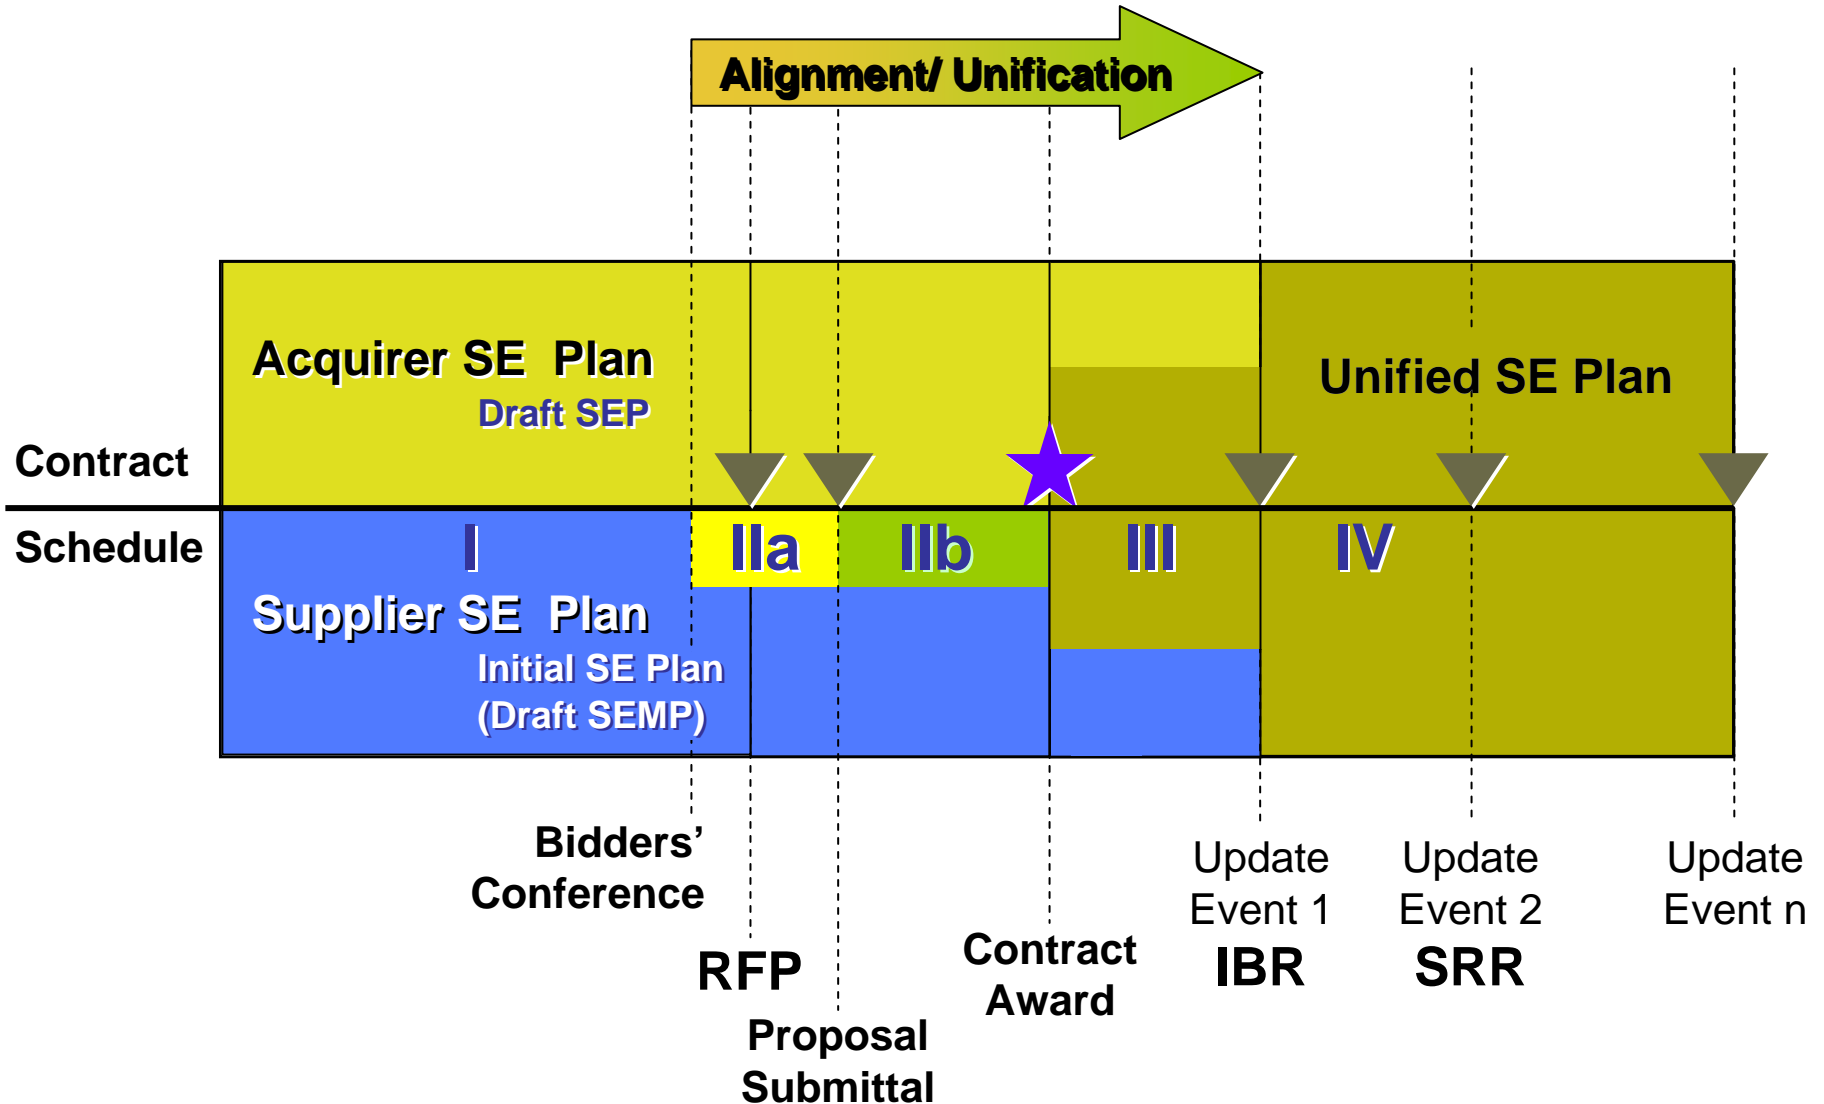 Alignment/ Unification
Acquirer SE Plan
Draft SEP
Unified SE Plan
Contract
Schedule
I
IIa
IIb
III
IV
Supplier SE Plan
Initial SE Plan
(Draft SEMP)
Bidders’
Conference
RFP
Proposal
Submittal
Contract
Award
Update
Event 1
IBR
Update
Event 2
SRR
Update
Event n